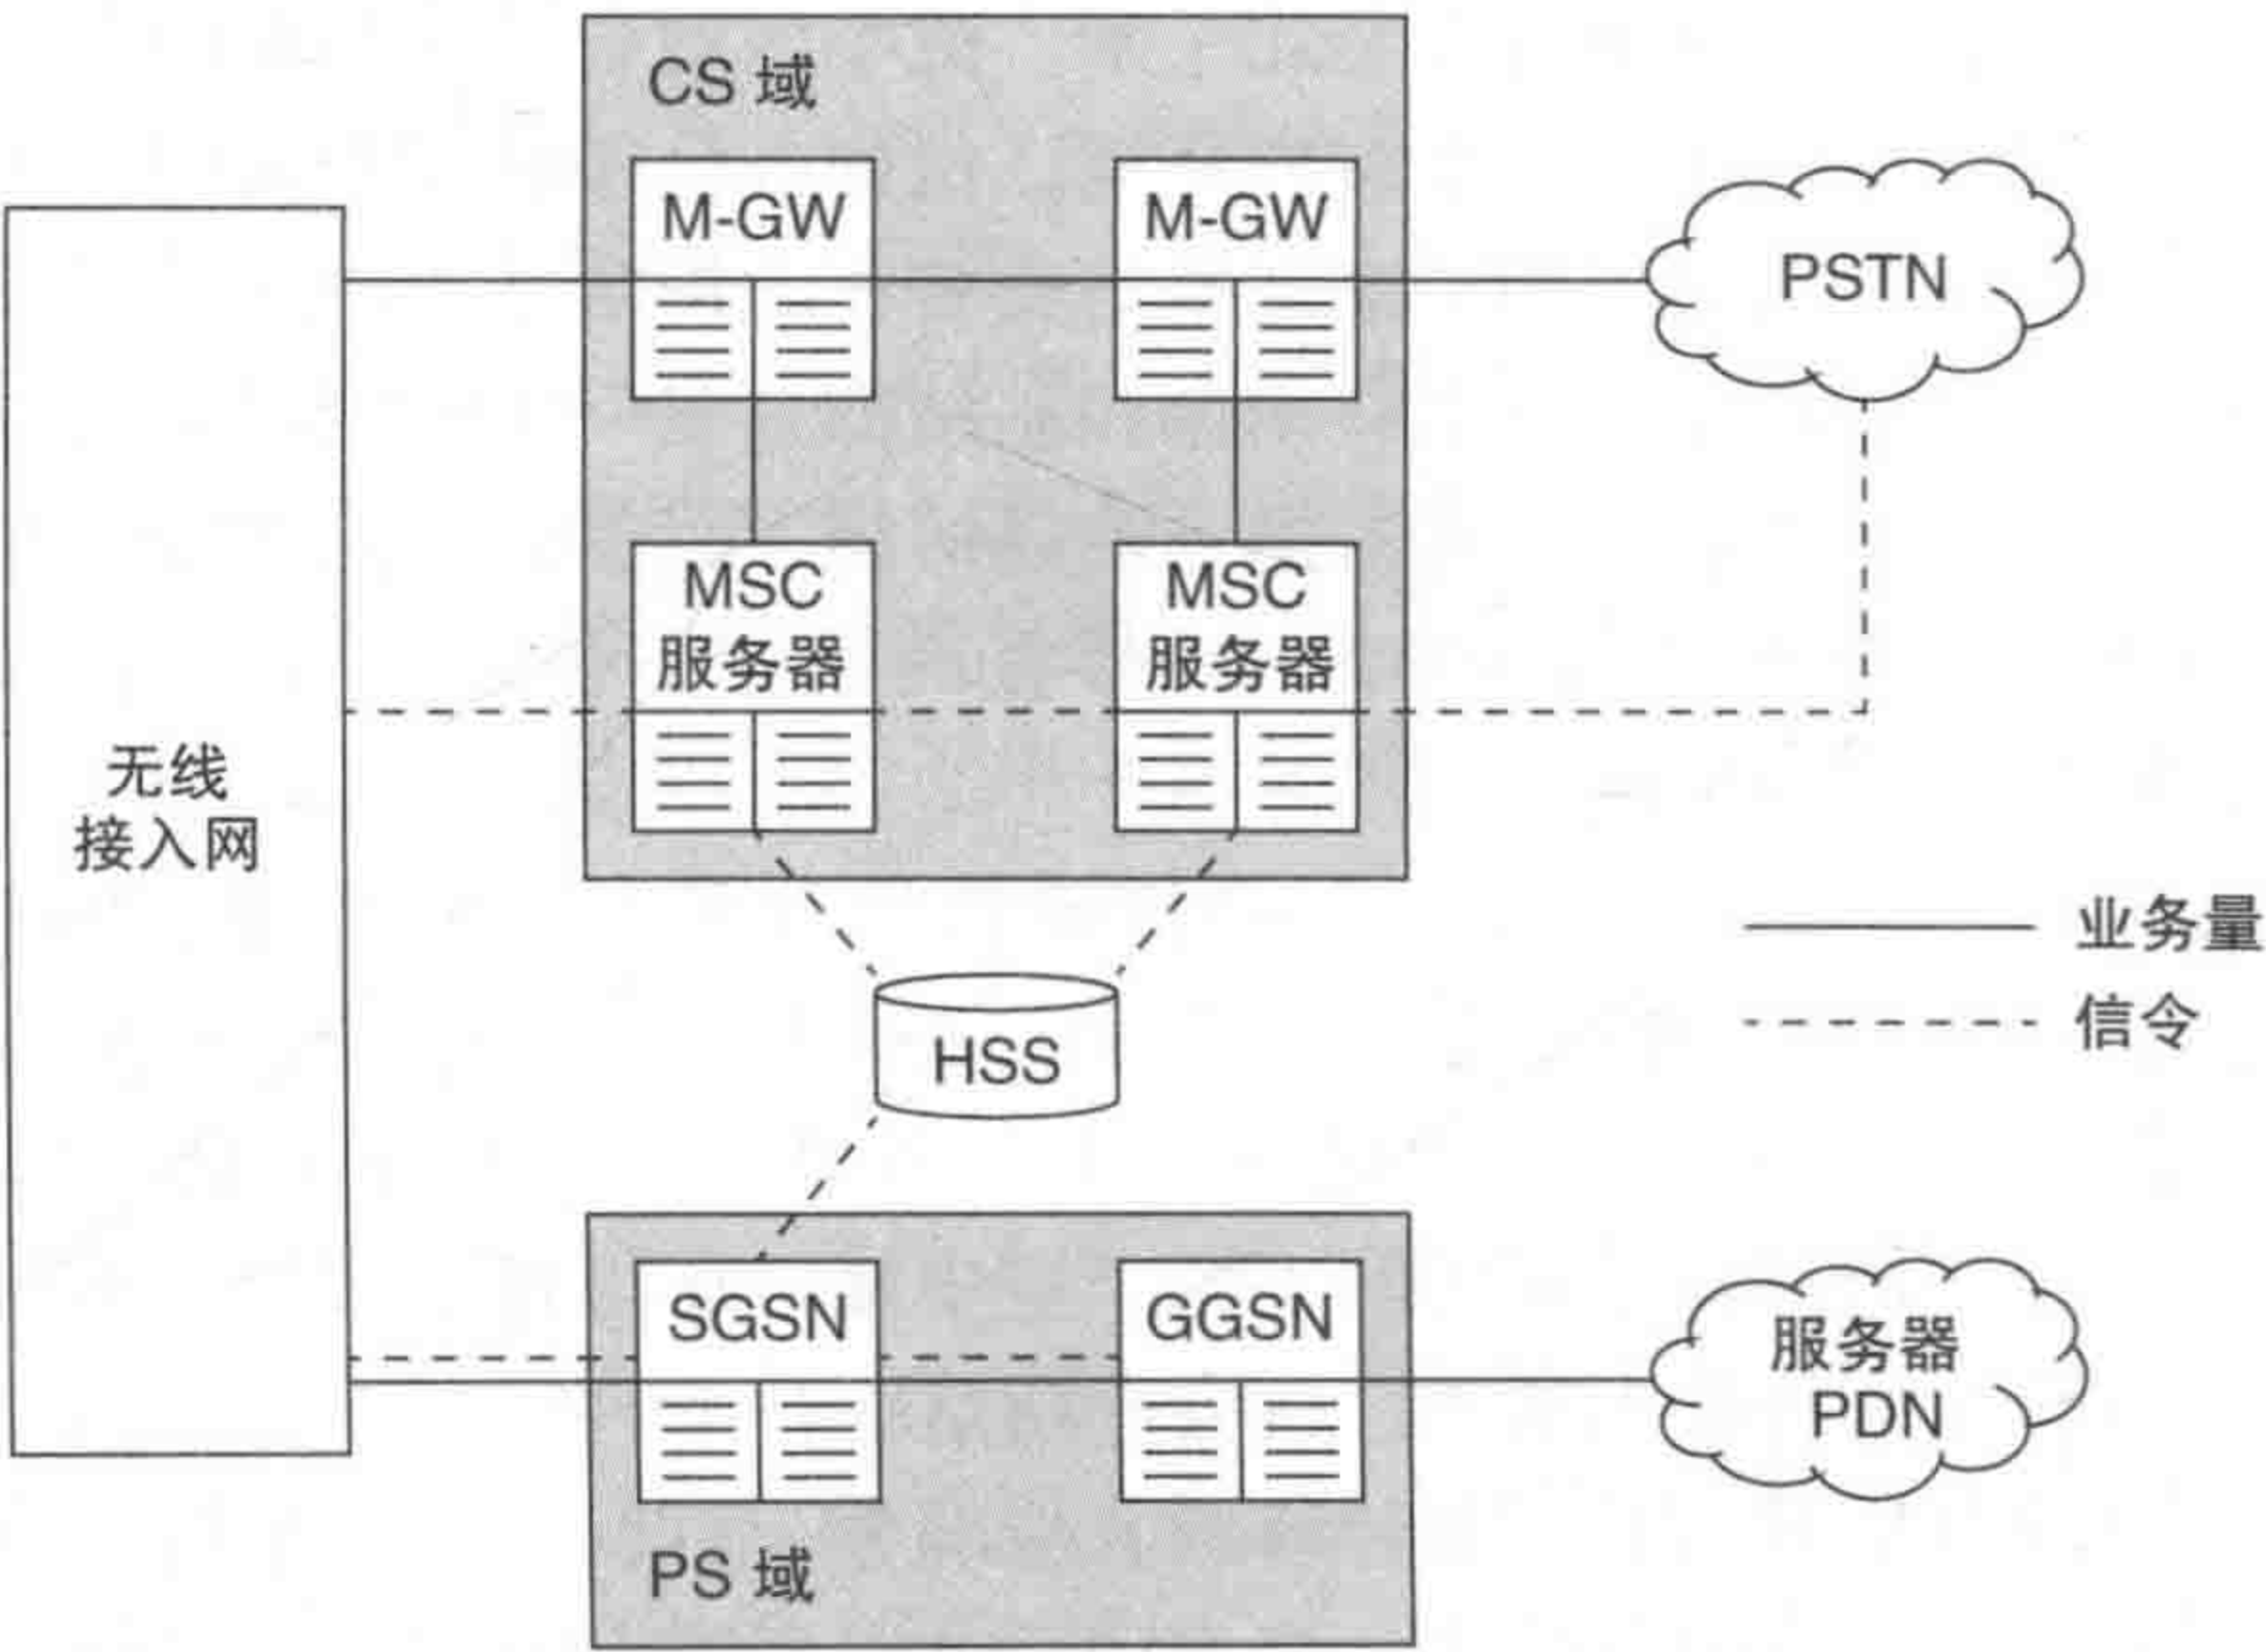 CS 域
M-GW
M-GW
PSTN
MSC
服务器
MSC
服务器
无线
接入网
业务量
信令
HSS
SGSN
GGSN
服务器
PDN
PS 域